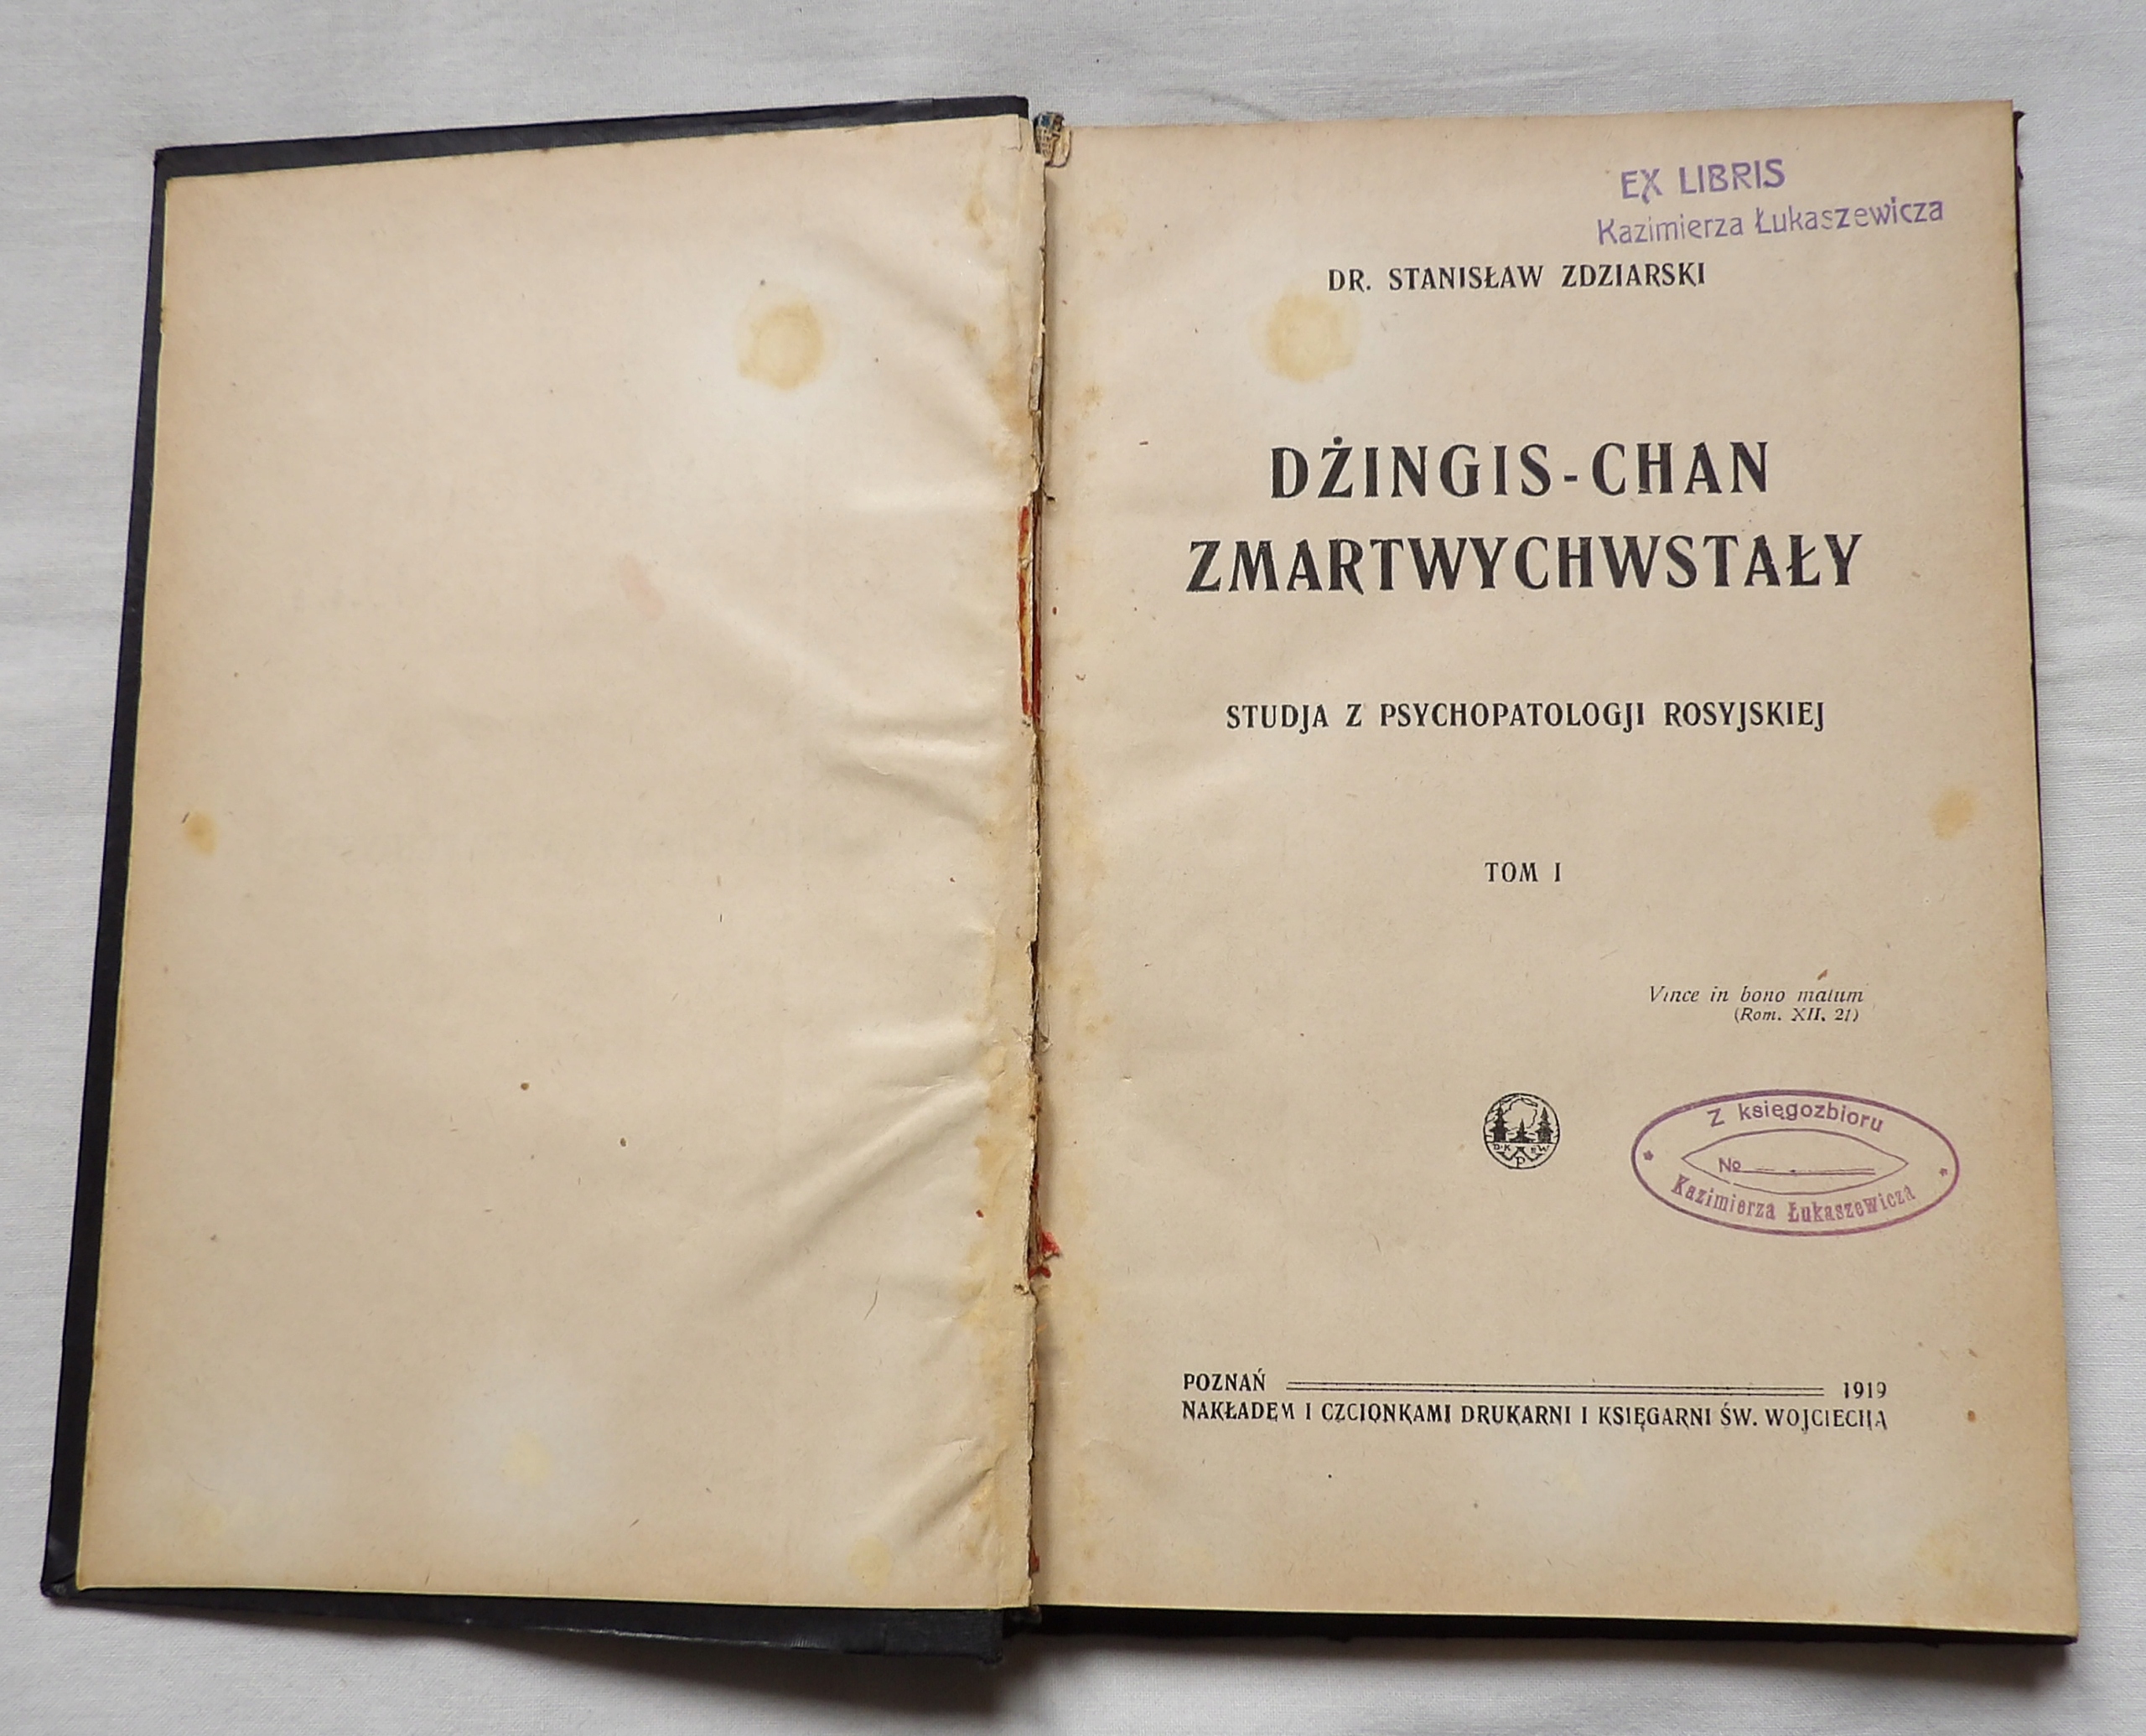 EX LIBRIS
Kazimierza Łukaszewicza
DR. STANISŁAW ZDZIARSKI
DŻINGIS-CHAN
ZMARTWYCHWSTAŁY
STUDJA Z PSYCHOPATOLOGJI ROSYJSKIEJ
TOM I
Vince in bono malum
(Rom. XII, 21)
Z księgozbioru
№
Kazimierza Łukaszewicza
POZNAŃ 1919
NAKŁADEM I CZCIONKAMI DRUKARNI I KSIĘGARNI ŚW. WOJCIECHA